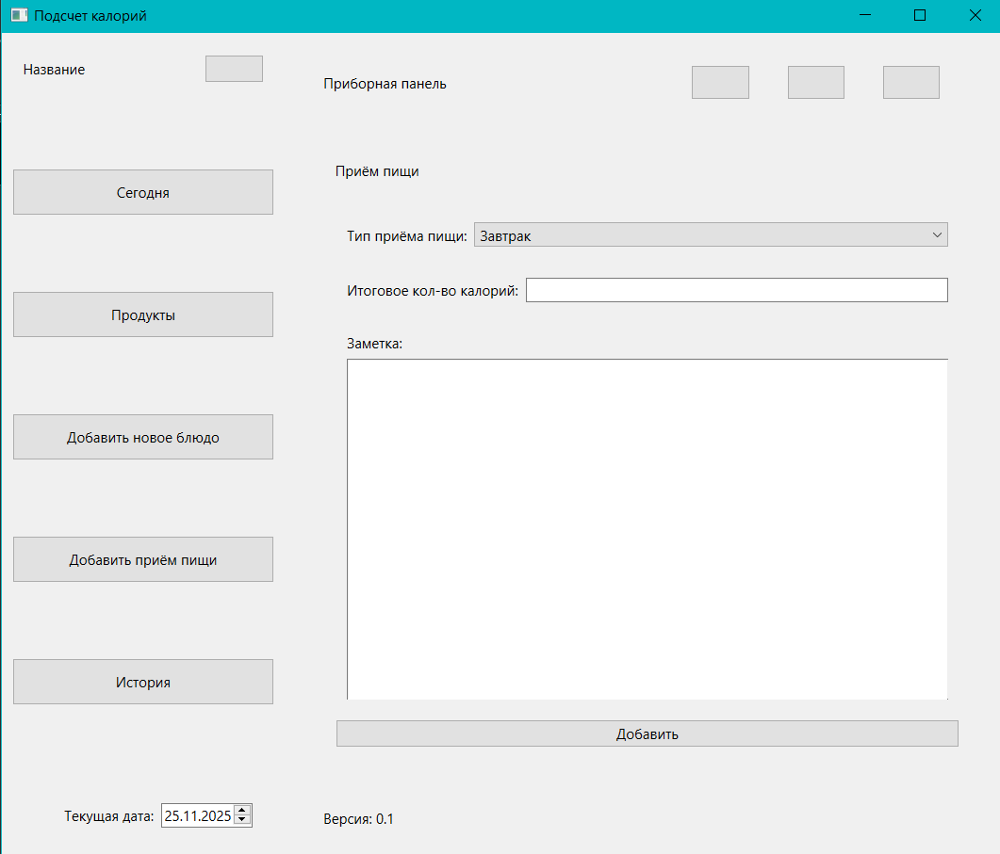 Подсчет калорий
Название
Приборная панель
Сегодня
Продукты
Добавить новое блюдо
Добавить приём пищи
История
Приём пищи
Тип приёма пищи: Завтрак
Итоговое кол-во калорий:
Заметка:
Добавить
Текущая дата: 25.11.2025
Версия: 0.1